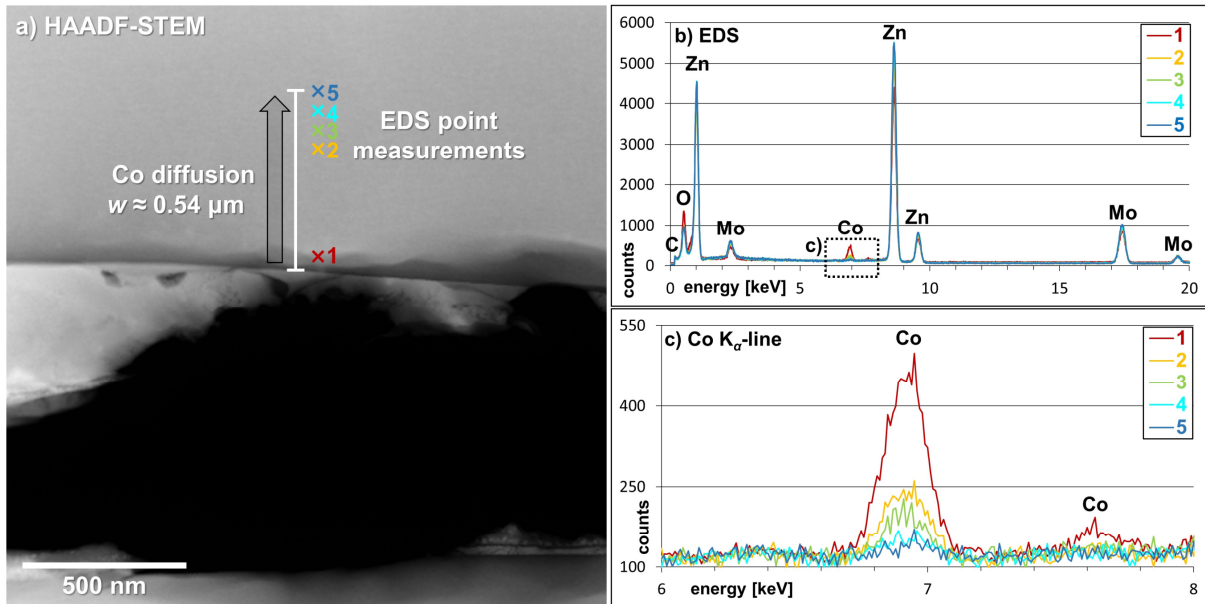 a) HAADF-STEM
×5
×4
×3
×2
EDS point
measurements
Co diffusion
w ≈ 0.54 µm
×1
500 nm
b) EDS
6000
5000
4000
3000
2000
1000
0
counts
Zn
O
C
Mo
c)
Co
Zn
Zn
Mo
Mo
0
5
10
15
20
energy [keV]
1
2
3
4
5
c) Co Kα-line
550
400
250
100
counts
Co
Co
6
7
8
energy [keV]
1
2
3
4
5